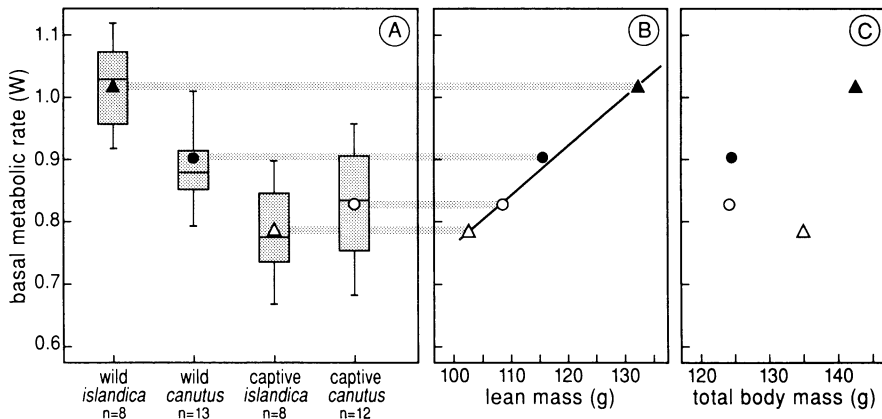 A
B
C
basal metabolic rate (W)
1.1
1.0
0.9
0.8
0.7
0.6
wild
islandica
n=8
wild
canutus
n=13
captive
islandica
n=8
captive
canutus
n=12
100 110 120 130
lean mass (g)
120 130 140
total body mass (g)